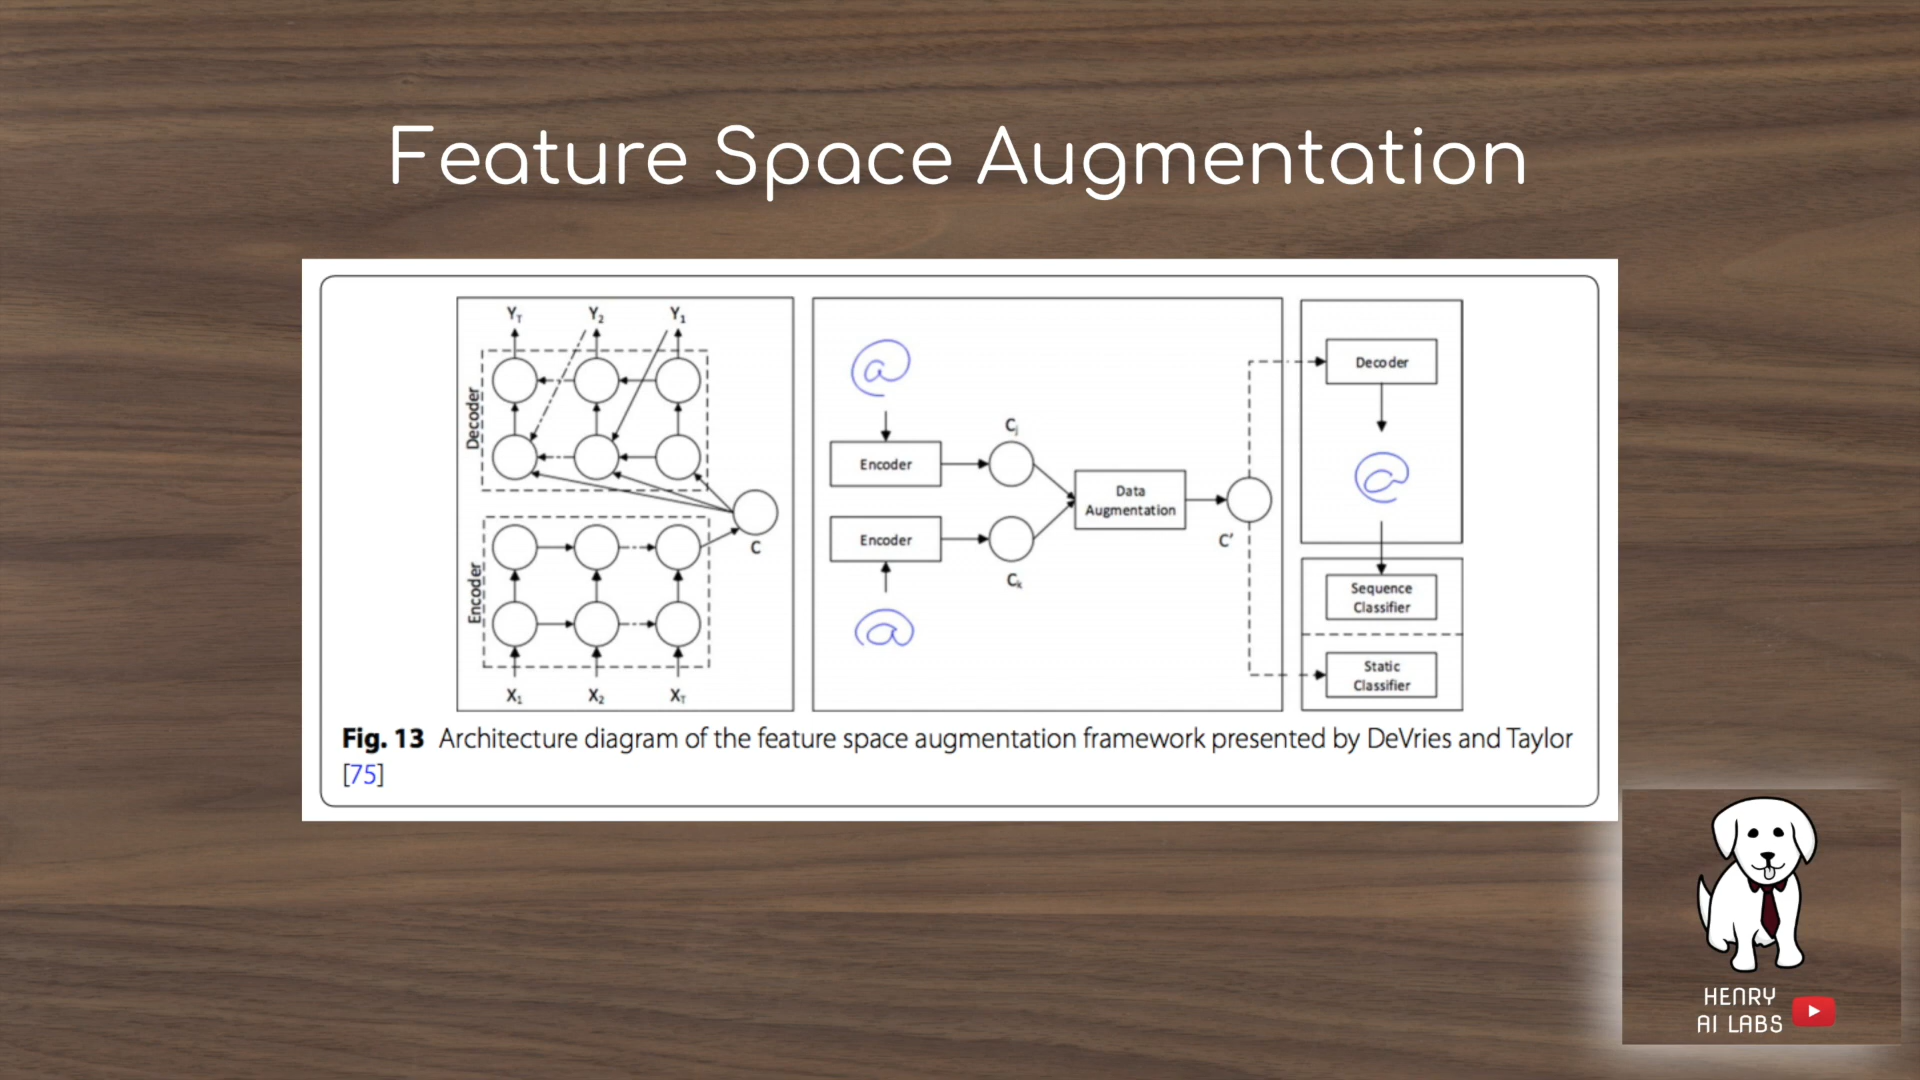 Feature Space Augmentation
Y_T Y_2 Y_1
Decoder
C
Encoder
X_1 X_2 X_T
@
Encoder
C_j
Data
Augmentation
Encoder
C_k
C'
@
Decoder
@
Sequence
Classifier
Static
Classifier
Fig. 13 Architecture diagram of the feature space augmentation framework presented by DeVries and Taylor
[75]
HENRY
AI LABS